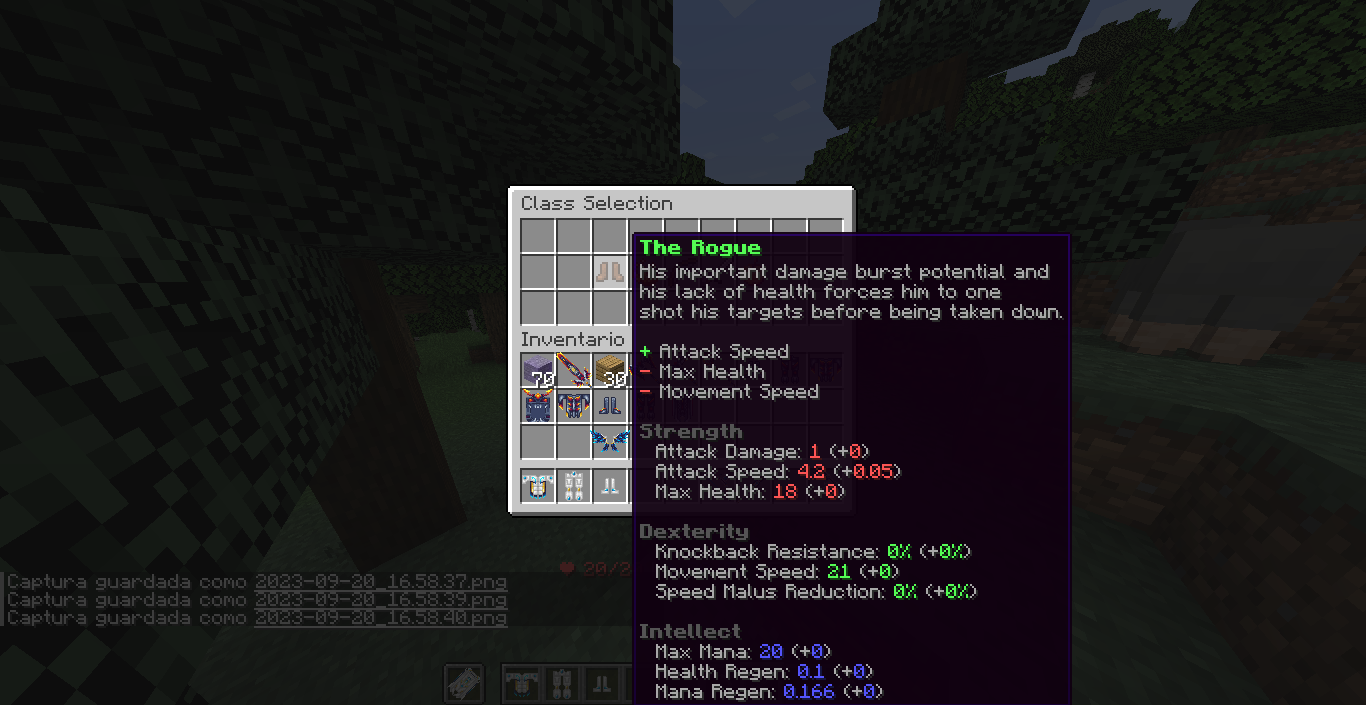 Class Selection
The Rogue
His important damage burst potential and
his lack of health forces him to one
shot his targets before being taken down.
+ Attack Speed
- Max Health
- Movement Speed
Strength
Attack Damage: 1 (+0)
Attack Speed: 4.2 (+0.05)
Max Health: 18 (+0)
Dexterity
Knockback Resistance: 0% (+0%)
Movement Speed: 21 (+0)
Speed Malus Reduction: 0% (+0%)
Intellect
Max Mana: 20 (+0)
Health Regen: 0.1 (+0)
Mana Regen: 0.166 (+0)
Inventario
70
30
20/2
Captura guardada como 2023-09-20_16.58.37.png
Captura guardada como 2023-09-20_16.58.39.png
Captura guardada como 2023-09-20_16.58.40.png